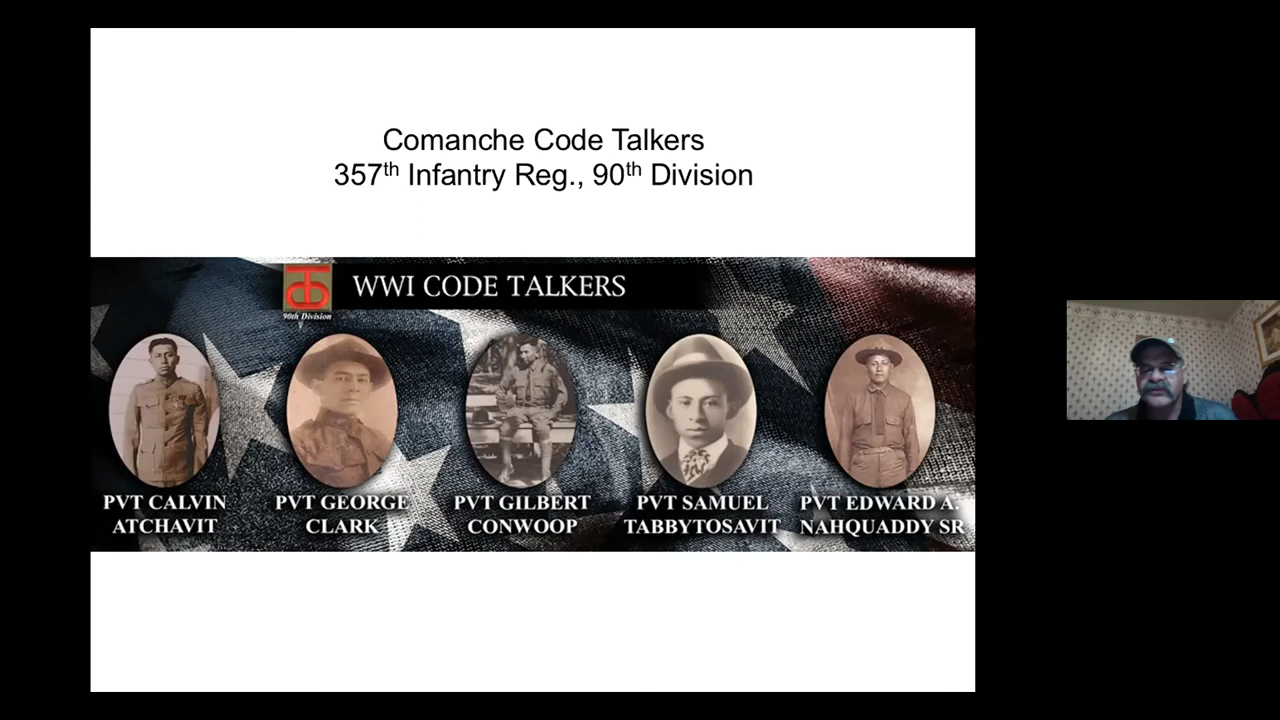 Comanche Code Talkers
357th Infantry Reg., 90th Division
WWI CODE TALKERS
90th Division
PVT CALVIN
ATCHAVIT
PVT GEORGE
CLARK
PVT GILBERT
CONWOOP
PVT SAMUEL
TABBYTOSAVIT
PVT EDWARD A.
NAHQUADDY SR